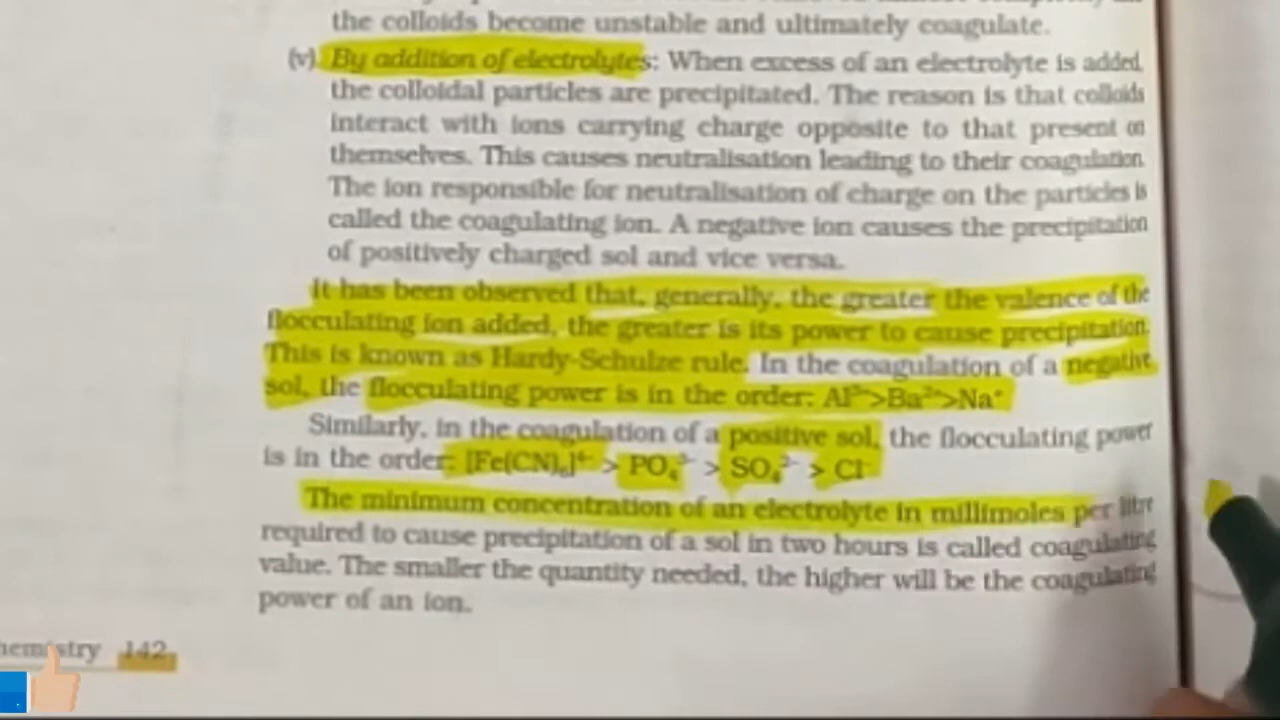 the colloids become unstable and ultimately coagulate.
(v) By addition of electrolytes: When excess of an electrolyte is added,
the colloidal particles are precipitated. The reason is that colloids
interact with ions carrying charge opposite to that present on
themselves. This causes neutralisation leading to their coagulation.
The ion responsible for neutralisation of charge on the particles is
called the coagulating ion. A negative ion causes the precipitation
of positively charged sol and vice versa.
It has been observed that, generally, the greater the valence of the
flocculating ion added, the greater is its power to cause precipitation.
This is known as Hardy-Schulze rule. In the coagulation of a negative
sol, the flocculating power is in the order: Al³⁺>Ba²⁺>Na⁺
Similarly, in the coagulation of a positive sol, the flocculating power
is in the order: [Fe(CN)₆]⁴⁻ > PO₄³⁻ > SO₄²⁻ > Cl⁻
The minimum concentration of an electrolyte in millimoles per litre
required to cause precipitation of a sol in two hours is called coagulating
value. The smaller the quantity needed, the higher will be the coagulating
power of an ion.
hemistry 142